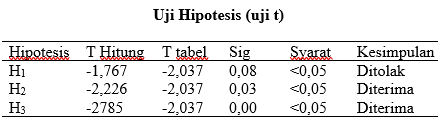 Uji Hipotesis (uji t)
Hipotesis T Hitung T tabel Sig Syarat Kesimpulan
H1 -1,767 -2,037 0,08 <0,05 Ditolak
H2 -2,226 -2,037 0,03 <0,05 Diterima
H3 -2785 -2,037 0,00 <0,05 Diterima